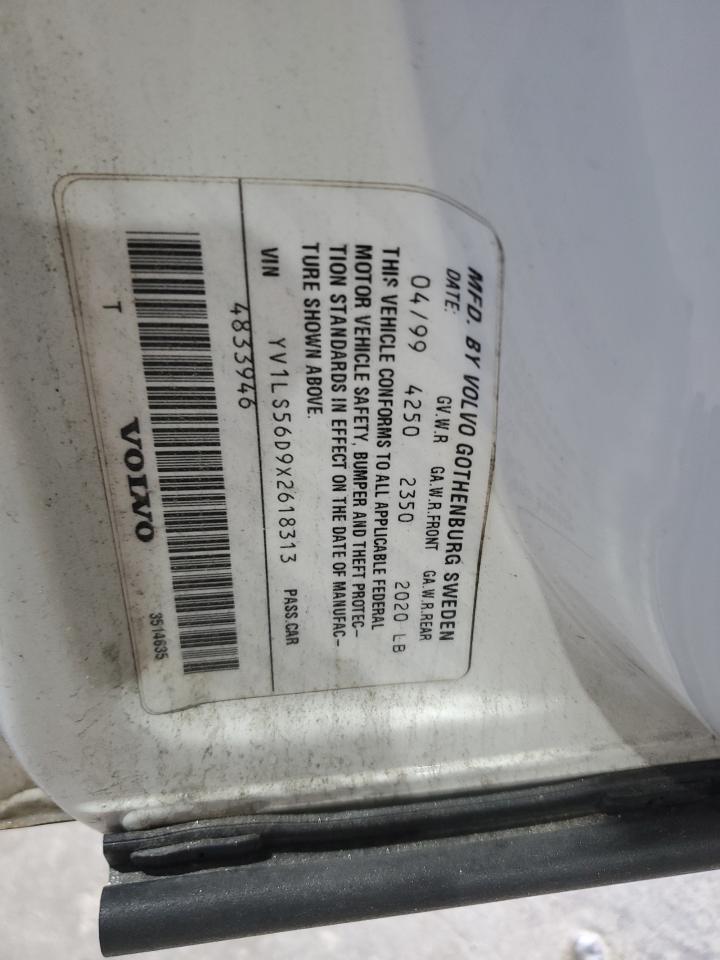 MFD. BY VOLVO GOTHENBURG SWEDEN
DATE: GV.W.R GA.W.R.FRONT GA.W.R.REAR
04/99 4250 2350 2020 LB
THIS VEHICLE CONFORMS TO ALL APPLICABLE FEDERAL
MOTOR VEHICLE SAFETY, BUMPER AND THEFT PROTEC-
TION STANDARDS IN EFFECT ON THE DATE OF MANUFAC-
TURE SHOWN ABOVE.
VIN YV1LS56D9X2618313 PASS.CAR
4833946
T VOLVO 3514635